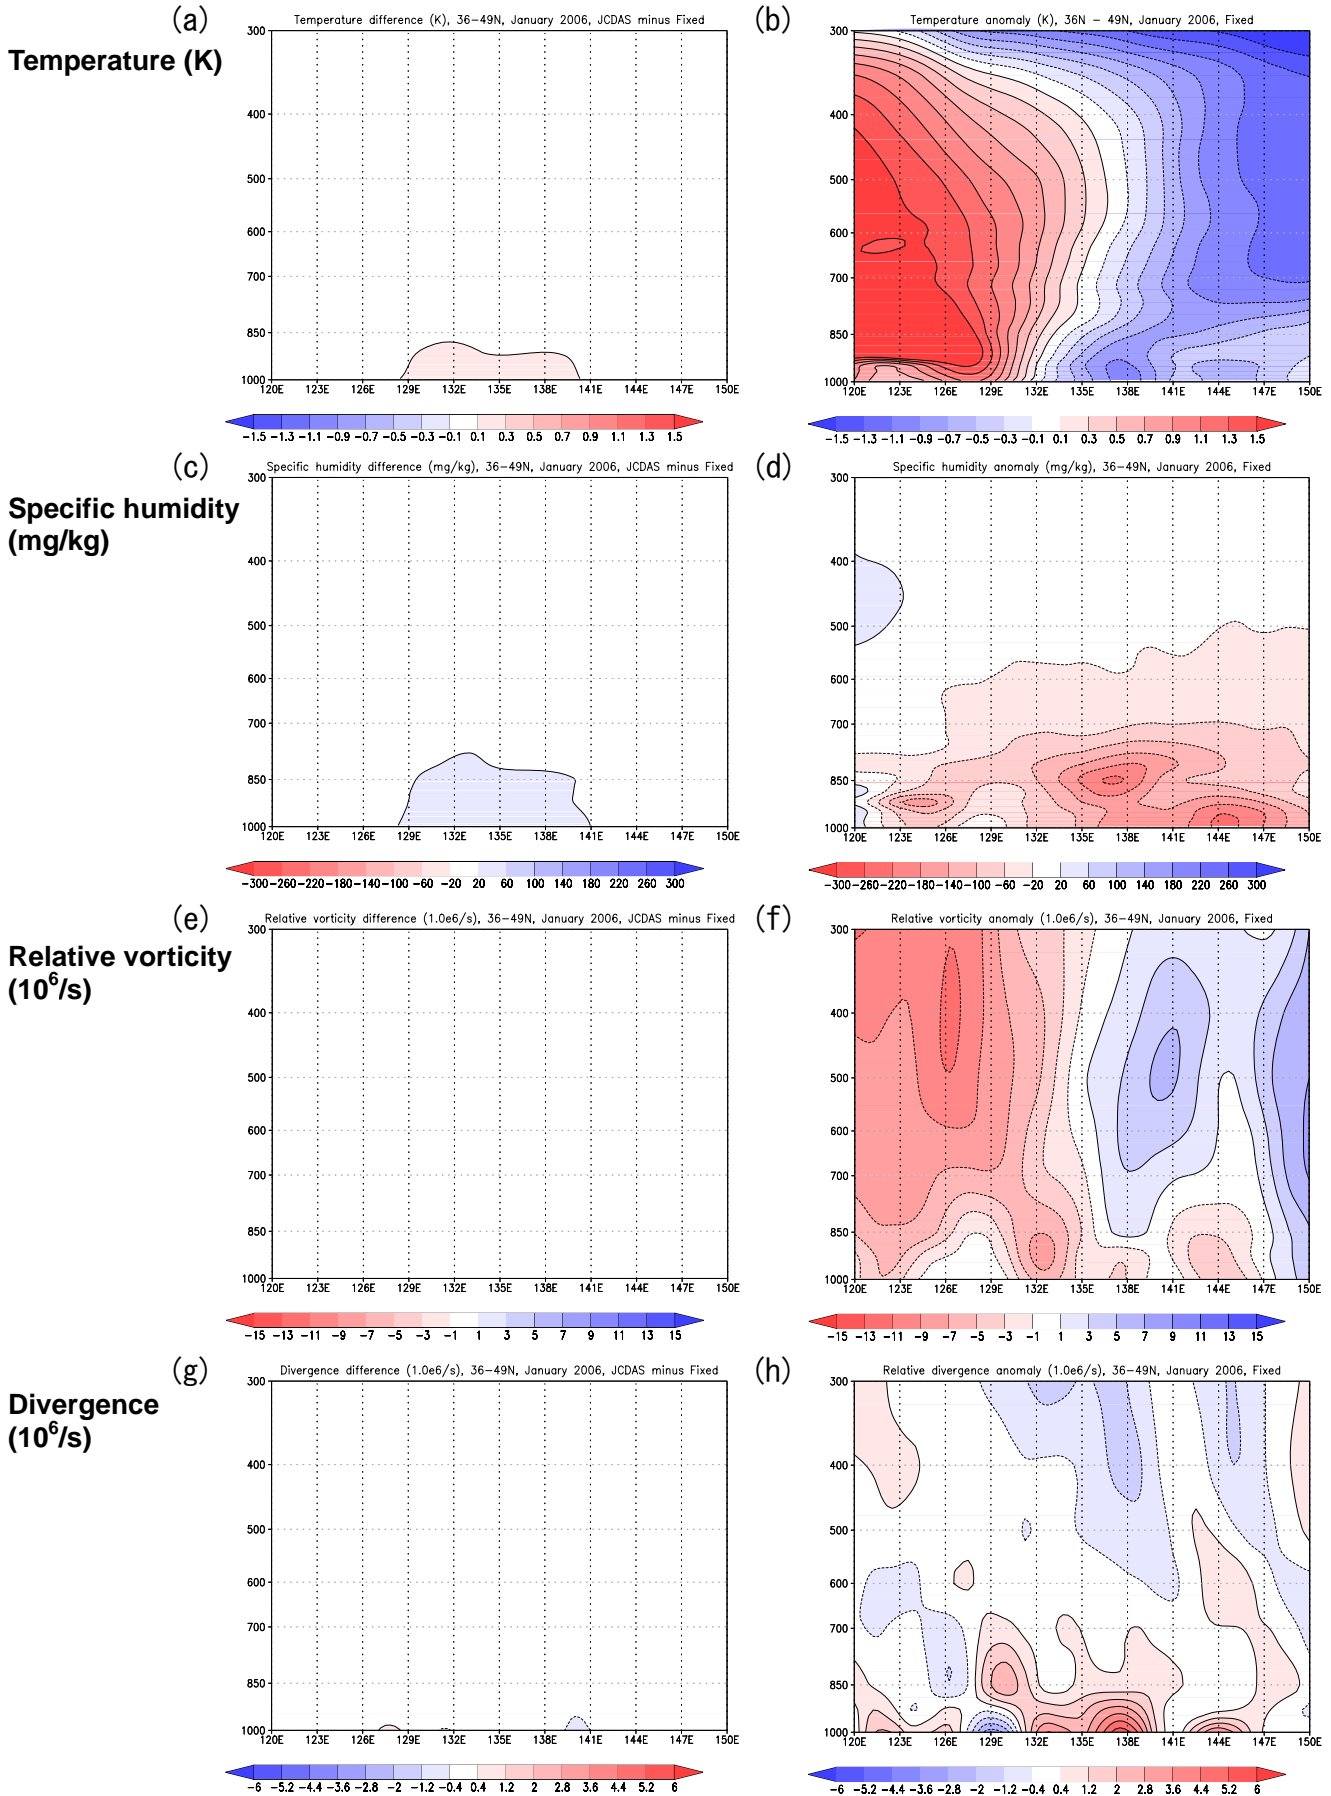 (a)
Temperature difference (K), 36-49N, January 2006, JCDAS minus Fixed
(b)
Temperature anomaly (K), 36N - 49N, January 2006, Fixed
Temperature (K)
300
400
500
600
700
850
1000
120E 123E 126E 129E 132E 135E 138E 141E 144E 147E 150E
-1.5 -1.3 -1.1 -0.9 -0.7 -0.5 -0.3 -0.1 0.1 0.3 0.5 0.7 0.9 1.1 1.3 1.5
300
400
500
600
700
850
1000
120E 123E 126E 129E 132E 135E 138E 141E 144E 147E 150E
-1.5 -1.3 -1.1 -0.9 -0.7 -0.5 -0.3 -0.1 0.1 0.3 0.5 0.7 0.9 1.1 1.3 1.5
(c)
Specific humidity difference (mg/kg), 36-49N, January 2006, JCDAS minus Fixed
(d)
Specific humidity anomaly (mg/kg), 36-49N, January 2006, Fixed
Specific humidity
(mg/kg)
300
400
500
600
700
850
1000
120E 123E 126E 129E 132E 135E 138E 141E 144E 147E 150E
-300 -260 -220 -180 -140 -100 -60 -20 20 60 100 140 180 220 260 300
300
400
500
600
700
850
1000
120E 123E 126E 129E 132E 135E 138E 141E 144E 147E 150E
-300 -260 -220 -180 -140 -100 -60 -20 20 60 100 140 180 220 260 300
(e)
Relative vorticity difference (1.0e6/s), 36-49N, January 2006, JCDAS minus Fixed
(f)
Relative vorticity anomaly (1.0e6/s), 36-49N, January 2006, Fixed
Relative vorticity
(10⁶/s)
300
400
500
600
700
850
1000
120E 123E 126E 129E 132E 135E 138E 141E 144E 147E 150E
-15 -13 -11 -9 -7 -5 -3 -1 1 3 5 7 9 11 13 15
300
400
500
600
700
850
1000
120E 123E 126E 129E 132E 135E 138E 141E 144E 147E 150E
-15 -13 -11 -9 -7 -5 -3 -1 1 3 5 7 9 11 13 15
(g)
Divergence difference (1.0e6/s), 36-49N, January 2006, JCDAS minus Fixed
(h)
Relative divergence anomaly (1.0e6/s), 36-49N, January 2006, Fixed
Divergence
(10⁶/s)
300
400
500
600
700
850
1000
120E 123E 126E 129E 132E 135E 138E 141E 144E 147E 150E
-6 -5.2 -4.4 -3.6 -2.8 -2 -1.2 -0.4 0.4 1.2 2 2.8 3.6 4.4 5.2 6
300
400
500
600
700
850
1000
120E 123E 126E 129E 132E 135E 138E 141E 144E 147E 150E
-6 -5.2 -4.4 -3.6 -2.8 -2 -1.2 -0.4 0.4 1.2 2 2.8 3.6 4.4 5.2 6